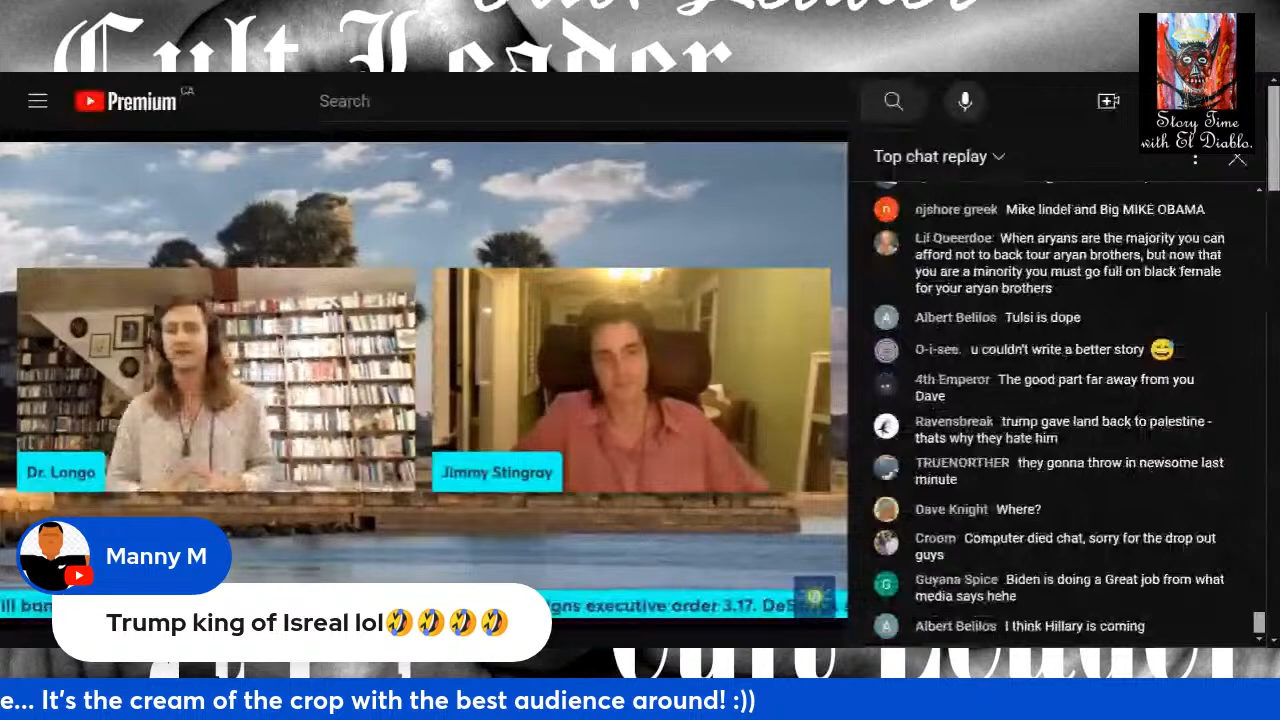 Cult Leader
Premium CA
Search
Story Time
with El Diablo.
Top chat replay
njshore greek Mike lindel and Big MIKE OBAMA
Lil Queerdoe When aryans are the majority you can
afford not to back tour aryan brothers, but now that
you are a minority you must go full on black female
for your aryan brothers
Albert Belilos Tulsi is dope
O-i-see. u couldn't write a better story 😅
4th Emperor The good part far away from you
Dave
Ravensbreak trump gave land back to palestine -
thats why they hate him
TRUENORTHER they gonna throw in newsome last
minute
Dave Knight Where?
Croom Computer died chat, sorry for the drop out
guys
Guyana Spice Biden is doing a Great job from what
media says hehe
Albert Belilos I think Hillary is coming
Dr. Longo
Jimmy Stingray
Manny M
igns executive order 3.17.
Trump king of Isreal lol🤣🤣🤣🤣
Cult Leader
e... It's the cream of the crop with the best audience around! :))